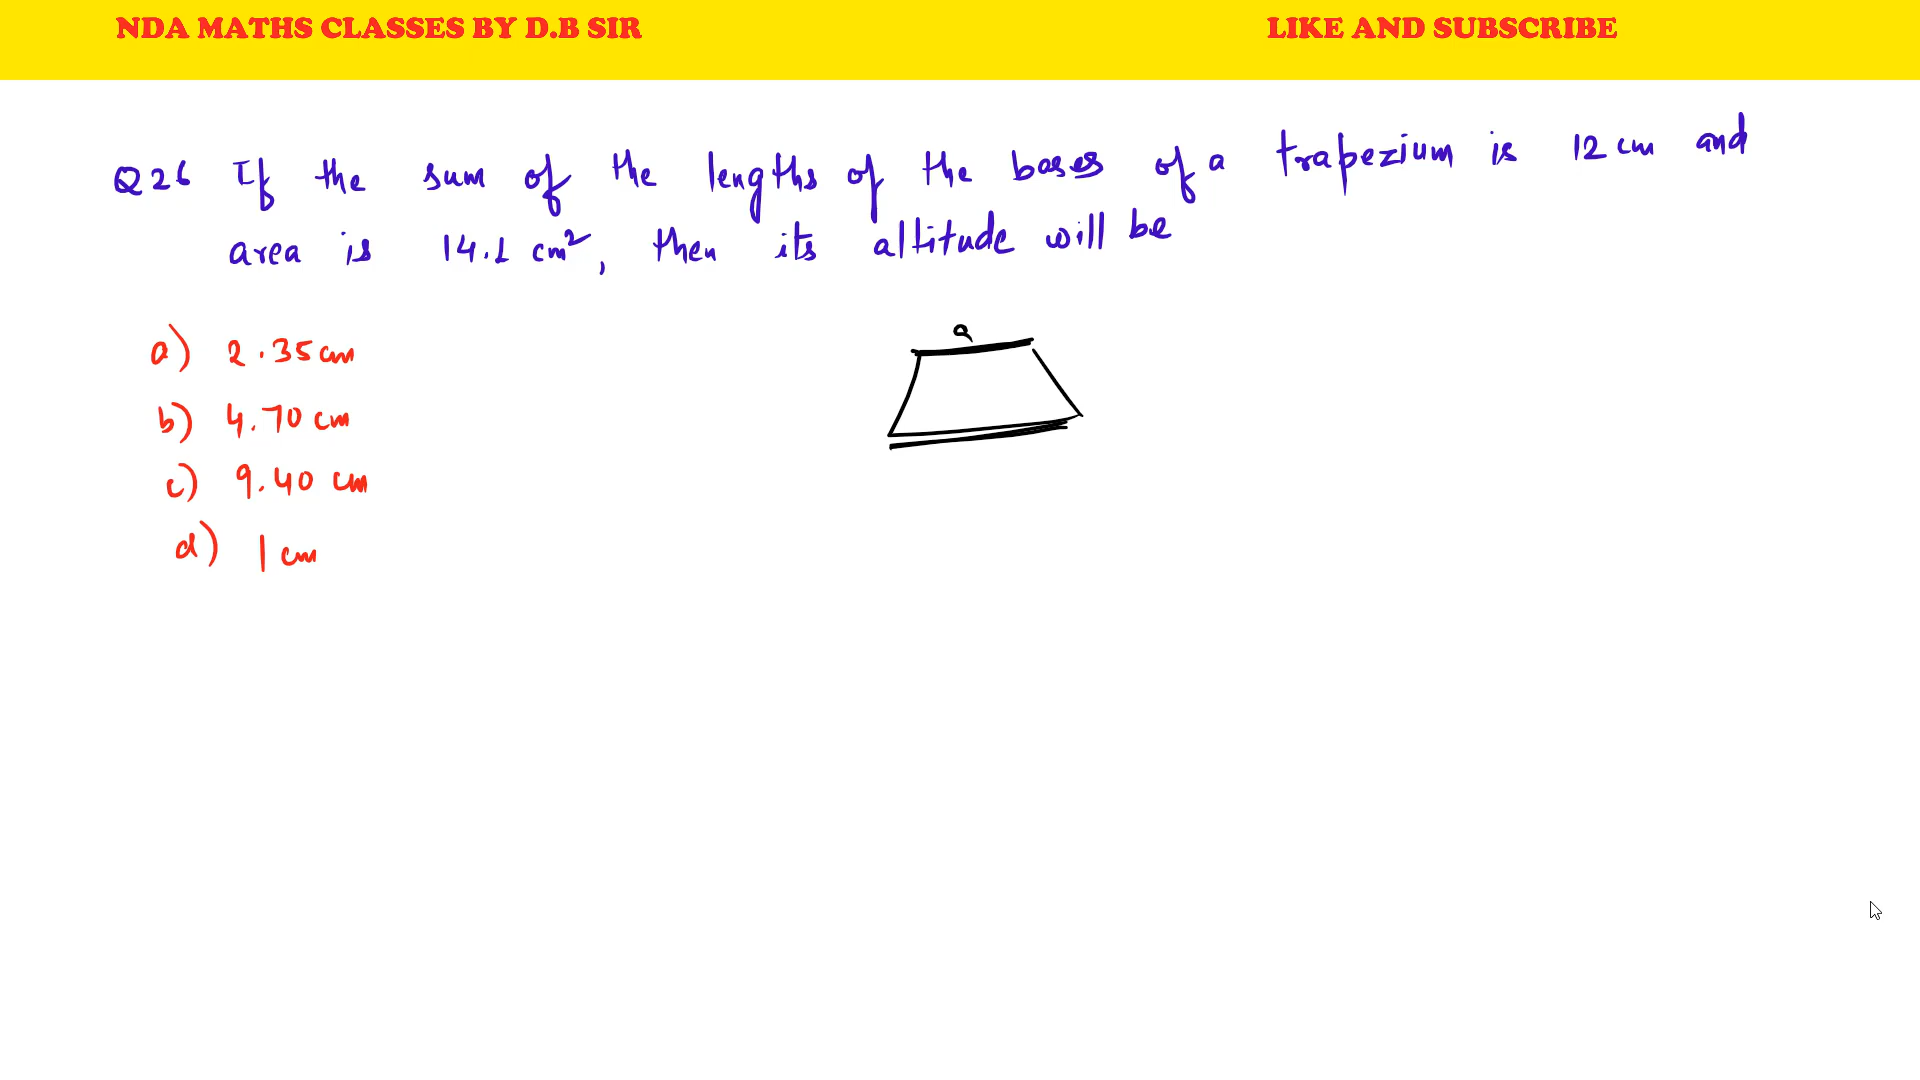 NDA MATHS CLASSES BY D.B SIR
LIKE AND SUBSCRIBE
Q26 If the sum of the lengths of the bases of a trapezium is 12 cm and
area is 14.1 cm², then its altitude will be
a) 2.35 cm
b) 4.70 cm
c) 9.40 cm
d) 1 cm
a